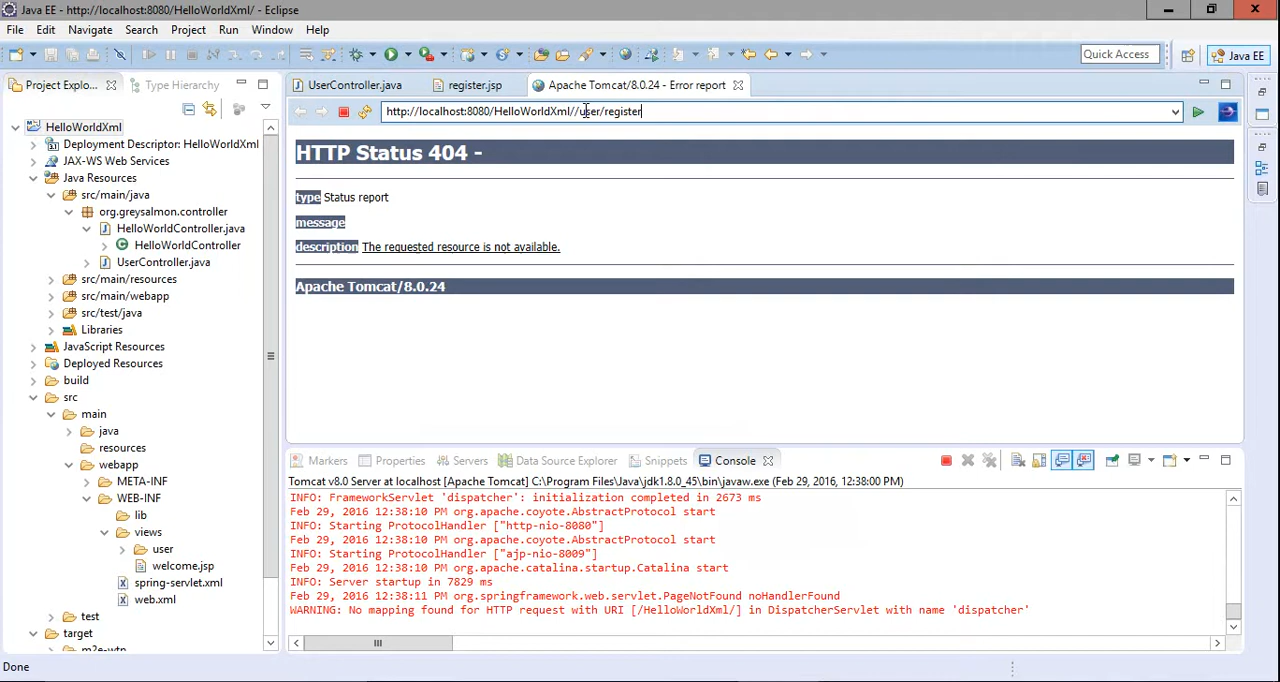 Java EE - http://localhost:8080/HelloWorldXml/ - Eclipse
File Edit Navigate Search Project Run Window Help
Quick Access
Java EE
Project Explo...
Type Hierarchy
UserController.java
register.jsp
Apache Tomcat/8.0.24 - Error report
http://localhost:8080/HelloWorldXml//user/register
HelloWorldXml
Deployment Descriptor: HelloWorldXml
JAX-WS Web Services
Java Resources
src/main/java
org.greysalmon.controller
HelloWorldController.java
HelloWorldController
UserController.java
src/main/resources
src/main/webapp
src/test/java
Libraries
JavaScript Resources
Deployed Resources
build
src
main
java
resources
webapp
META-INF
WEB-INF
lib
views
user
welcome.jsp
spring-servlet.xml
web.xml
test
target
m2e-wtp
HTTP Status 404 -
type Status report
message
description The requested resource is not available.
Apache Tomcat/8.0.24
Markers Properties Servers Data Source Explorer Snippets Console
Tomcat v8.0 Server at localhost [Apache Tomcat] C:\Program Files\Java\jdk1.8.0_45\bin\javaw.exe (Feb 29, 2016, 12:38:00 PM)
INFO: FrameworkServlet 'dispatcher': initialization completed in 2673 ms
Feb 29, 2016 12:38:10 PM org.apache.coyote.AbstractProtocol start
INFO: Starting ProtocolHandler ["http-nio-8080"]
Feb 29, 2016 12:38:10 PM org.apache.coyote.AbstractProtocol start
INFO: Starting ProtocolHandler ["ajp-nio-8009"]
Feb 29, 2016 12:38:10 PM org.apache.catalina.startup.Catalina start
INFO: Server startup in 7829 ms
Feb 29, 2016 12:38:11 PM org.springframework.web.servlet.PageNotFound noHandlerFound
WARNING: No mapping found for HTTP request with URI [/HelloWorldXml/] in DispatcherServlet with name 'dispatcher'
Done